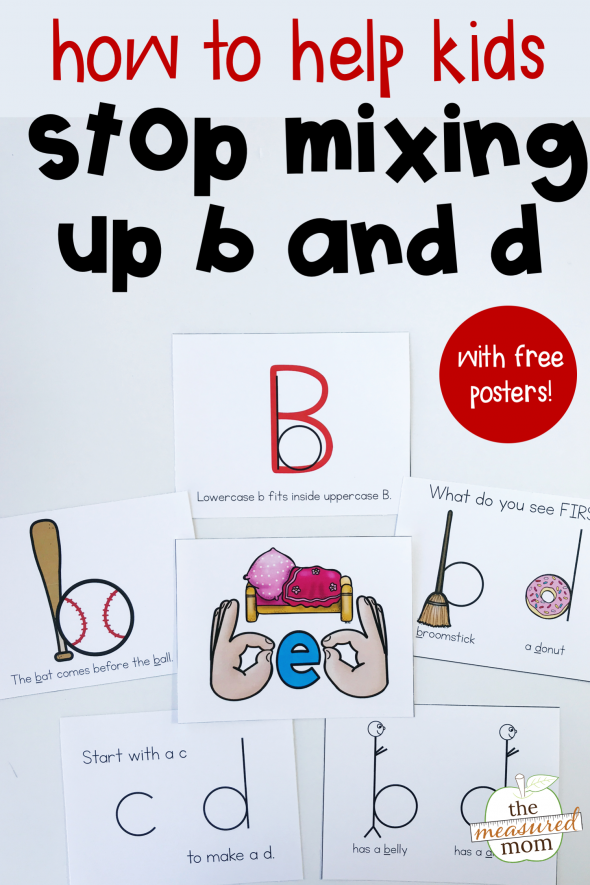 how to help kids
stop mixing
up b and d
with free
posters!
B
b
Lowercase b fits inside uppercase B.
What do you see FIRS
b
d
broomstick
a donut
b
The bat comes before the ball.
e
Start with a c
c d
to make a d.
b
d
has a belly
has a
the
measured
mom